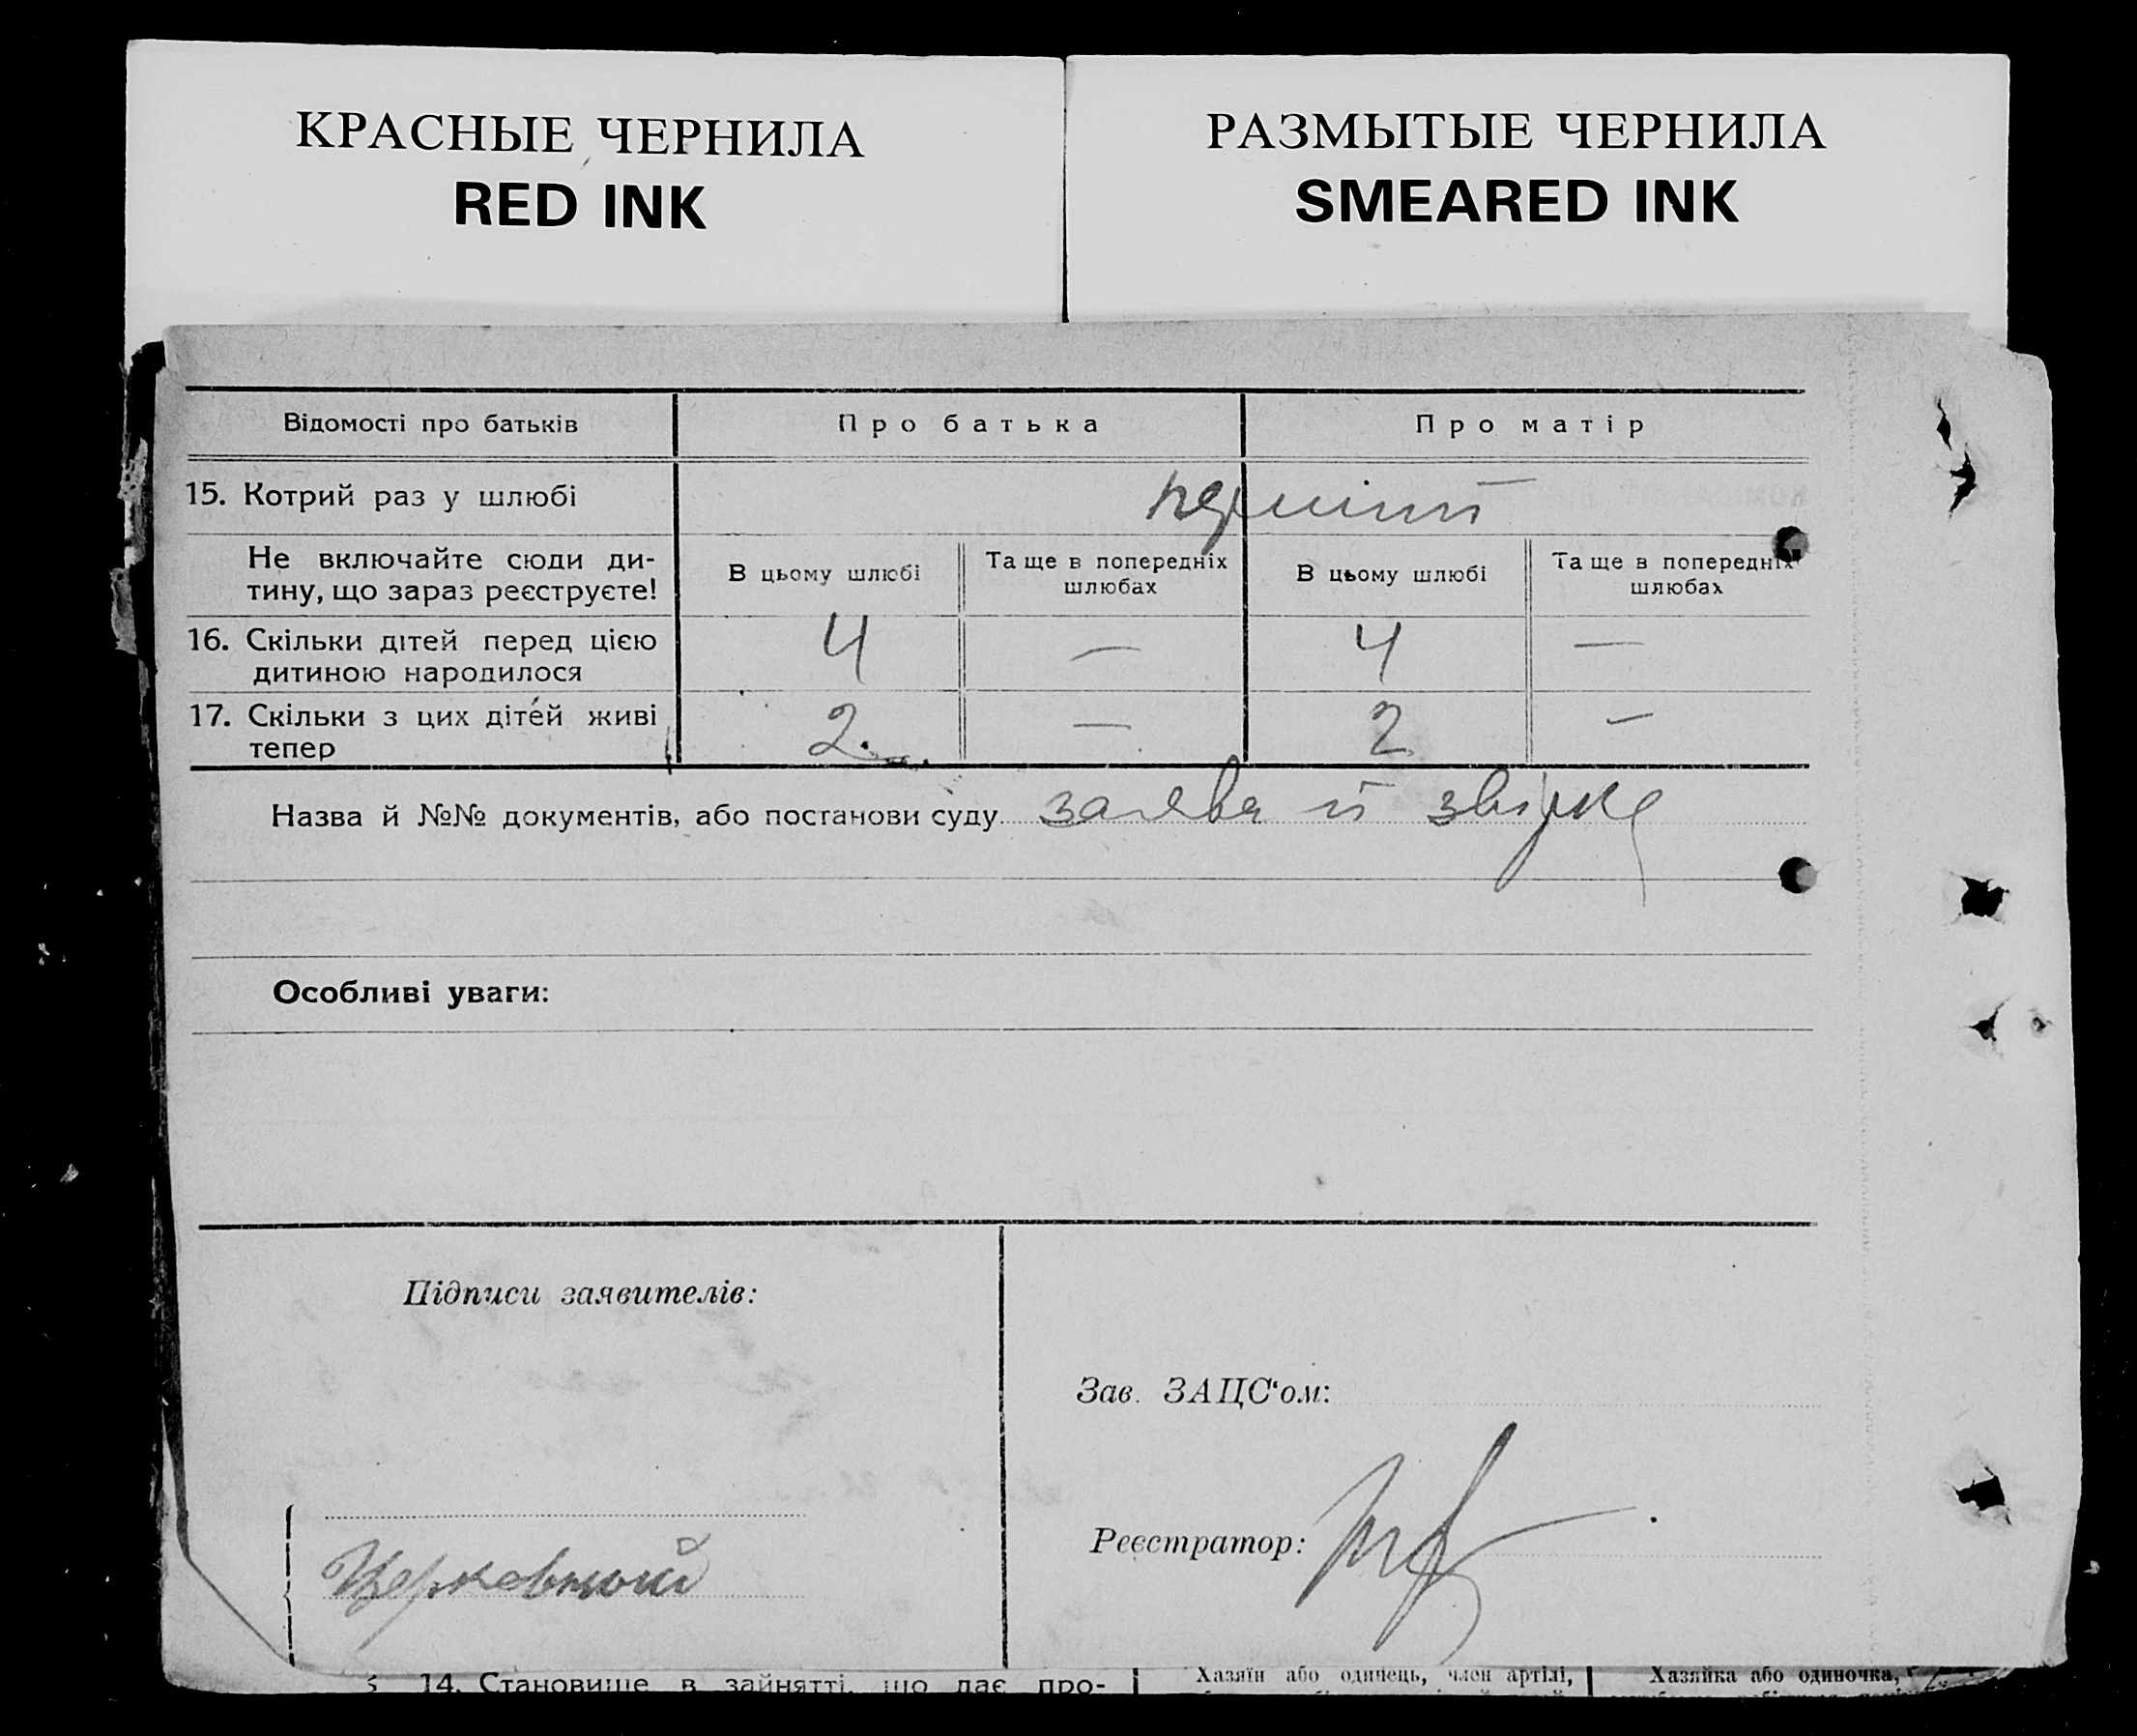 КРАСНЫЕ ЧЕРНИЛА
RED INK
РАЗМЫТЫЕ ЧЕРНИЛА
SMEARED INK
Відомості про батьків
Про батька
Про матір
15. Котрий раз у шлюбі
перший
Не включайте сюди ди-
тину, що зараз реєструєте!
В цьому шлюбі
Та ще в попередніх
шлюбах
В цьому шлюбі
Та ще в попередніх
шлюбах
16. Скільки дітей перед цією
дитиною народилося
4 — 4 —
17. Скільки з цих дітей живі
тепер
2. — 2 —
Назва й №№ документів, або постанови суду заява й звірка
Особливі уваги:
Підписи заявителів:
Церковний
Зав. ЗАЦС‘ом:
Реєстратор:
14. Становище в зайнятті, що дає про-
Хазяїн або одинець, член артілі,
Хазяйка або одиночка,